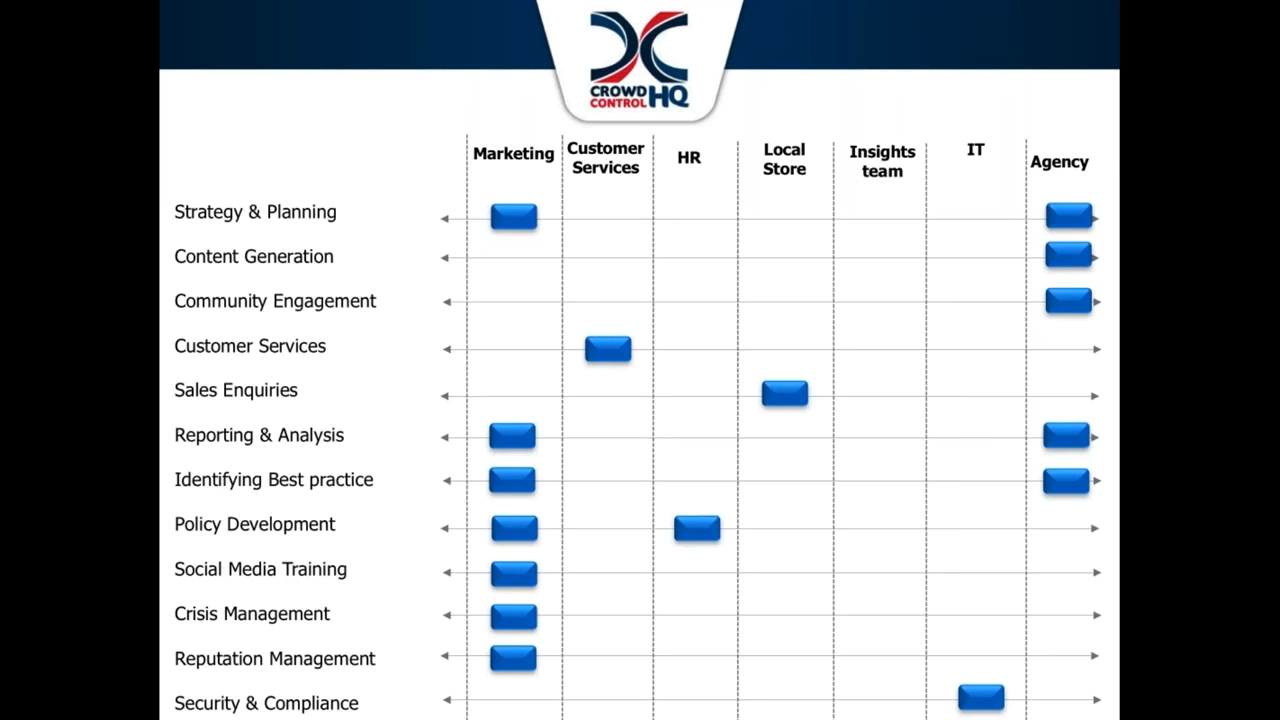 CROWD
CONTROL HQ
Marketing
Customer
Services
HR
Local
Store
Insights
team
IT
Agency
Strategy & Planning
Content Generation
Community Engagement
Customer Services
Sales Enquiries
Reporting & Analysis
Identifying Best practice
Policy Development
Social Media Training
Crisis Management
Reputation Management
Security & Compliance